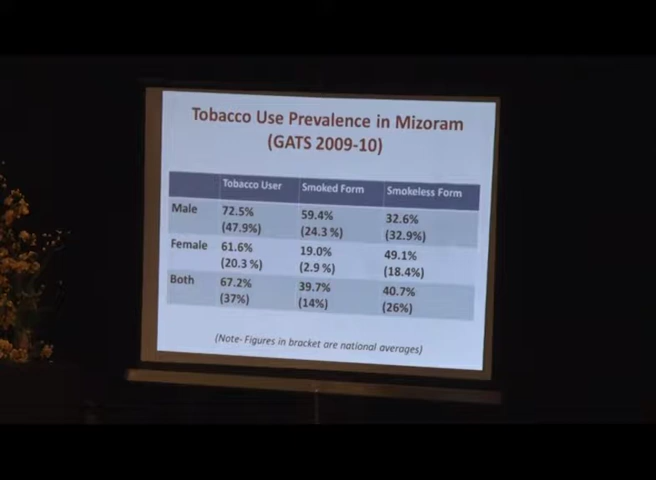 Tobacco Use Prevalence in Mizoram
(GATS 2009-10)
Tobacco User Smoked Form Smokeless Form
Male 72.5% 59.4% 32.6%
(47.9%) (24.3 %) (32.9%)
Female 61.6% 19.0% 49.1%
(20.3 %) (2.9 %) (18.4%)
Both 67.2% 39.7% 40.7%
(37%) (14%) (26%)
(Note- Figures in bracket are national averages)